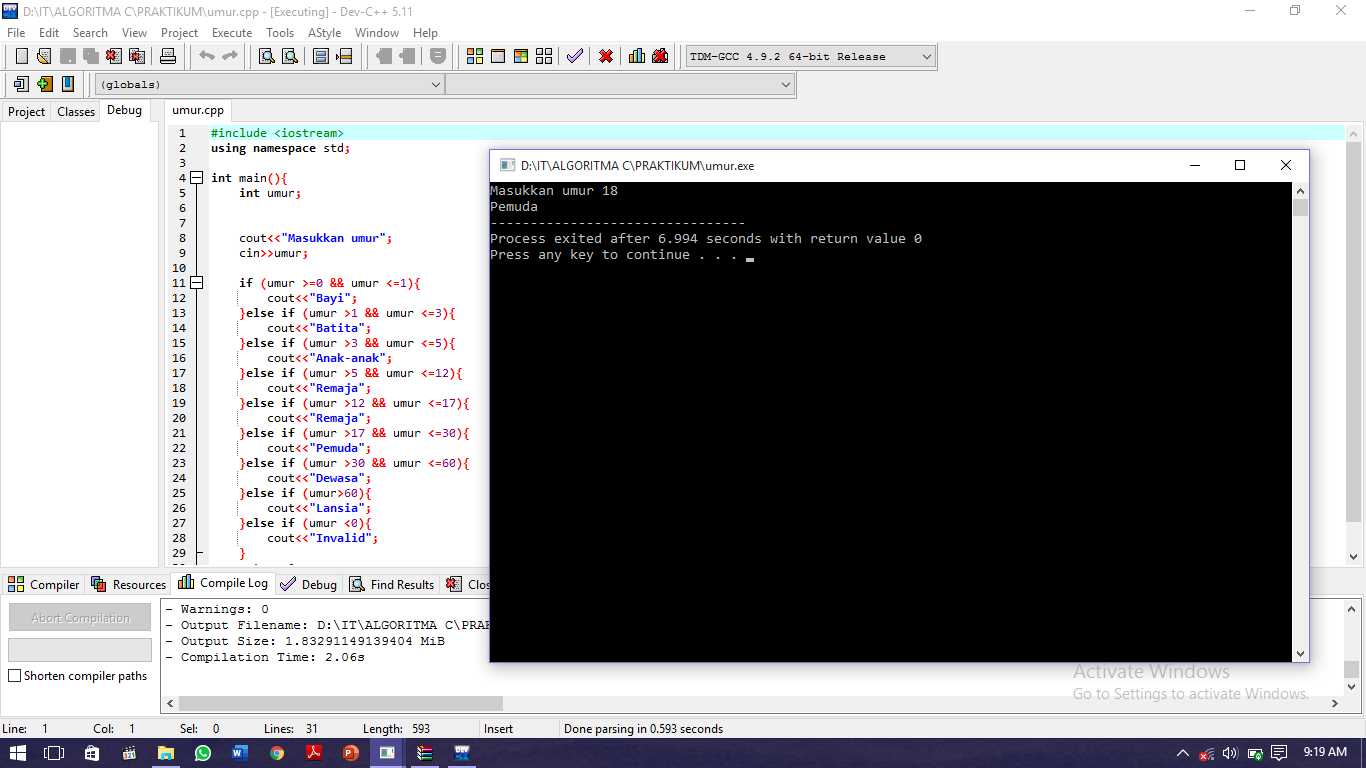 D:\IT\ALGORITMA C\PRAKTIKUM\umur.cpp - [Executing] - Dev-C++ 5.11
File Edit Search View Project Execute Tools AStyle Window Help
TDM-GCC 4.9.2 64-bit Release
(globals)
Project Classes Debug
umur.cpp
1 #include <iostream>
2 using namespace std;
3
4 int main(){
5 int umur;
6
7
8 cout<<"Masukkan umur";
9 cin>>umur;
10
11 if (umur >=0 && umur <=1){
12 cout<<"Bayi";
13 }else if (umur >1 && umur <=3){
14 cout<<"Batita";
15 }else if (umur >3 && umur <=5){
16 cout<<"Anak-anak";
17 }else if (umur >5 && umur <=12){
18 cout<<"Remaja";
19 }else if (umur >12 && umur <=17){
20 cout<<"Remaja";
21 }else if (umur >17 && umur <=30){
22 cout<<"Pemuda";
23 }else if (umur >30 && umur <=60){
24 cout<<"Dewasa";
25 }else if (umur>60){
26 cout<<"Lansia";
27 }else if (umur <0){
28 cout<<"Invalid";
29 }
D:\IT\ALGORITMA C\PRAKTIKUM\umur.exe
Masukkan umur 18
Pemuda
--------------------------------
Process exited after 6.994 seconds with return value 0
Press any key to continue . . .
Compiler Resources Compile Log Debug Find Results Clos
Abort Compilation
Shorten compiler paths
- Warnings: 0
- Output Filename: D:\IT\ALGORITMA C\PRAK
- Output Size: 1.83291149139404 MiB
- Compilation Time: 2.06s
Activate Windows
Go to Settings to activate Windows.
Line: 1 Col: 1 Sel: 0 Lines: 31 Length: 593 Insert Done parsing in 0.593 seconds
9:19 AM